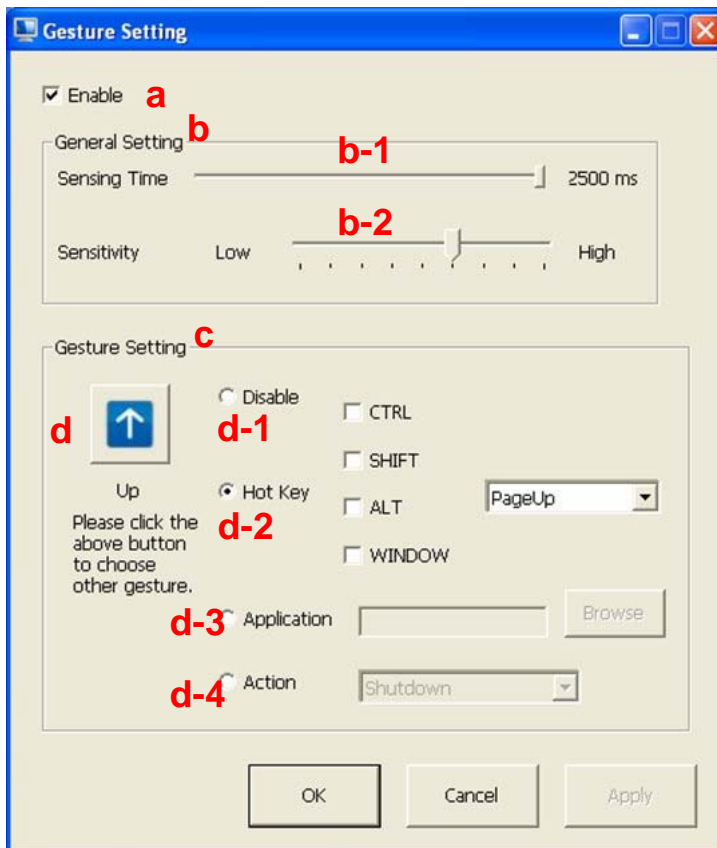 Gesture Setting
Enable a
General Setting b
b-1
Sensing Time 2500 ms
b-2
Sensitivity Low High
Gesture Setting c
d
Up
Please click the
above button
to choose
other gesture.
Disable
d-1
CTRL
SHIFT
Hot Key
d-2
ALT
WINDOW
PageUp
d-3 Application Browse
d-4 Action Shutdown
OK Cancel Apply